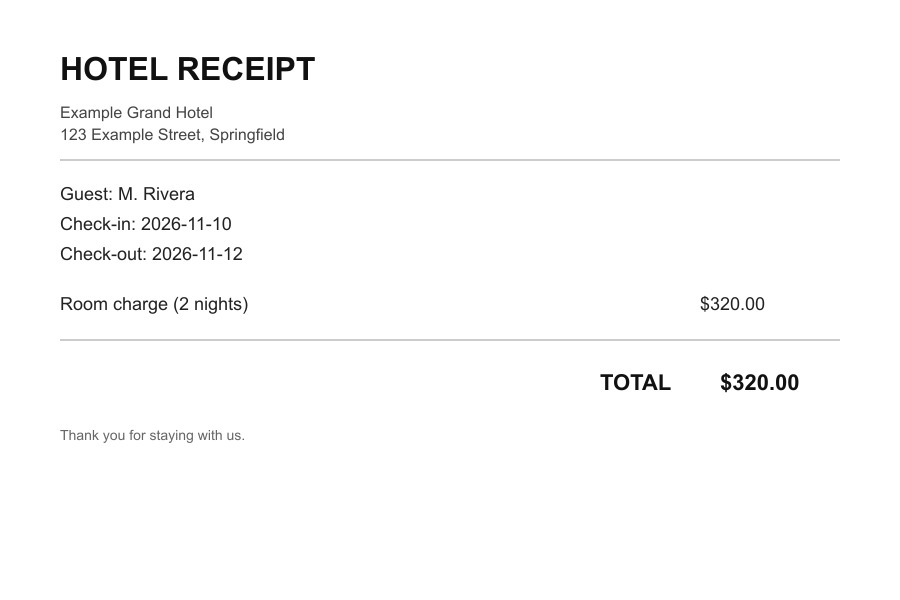 HOTEL RECEIPT
Example Grand Hotel
123 Example Street, Springfield
Guest: M. Rivera
Check-in: 2026-11-10
Check-out: 2026-11-12
Room charge (2 nights) $320.00
TOTAL $320.00
Thank you for staying with us.